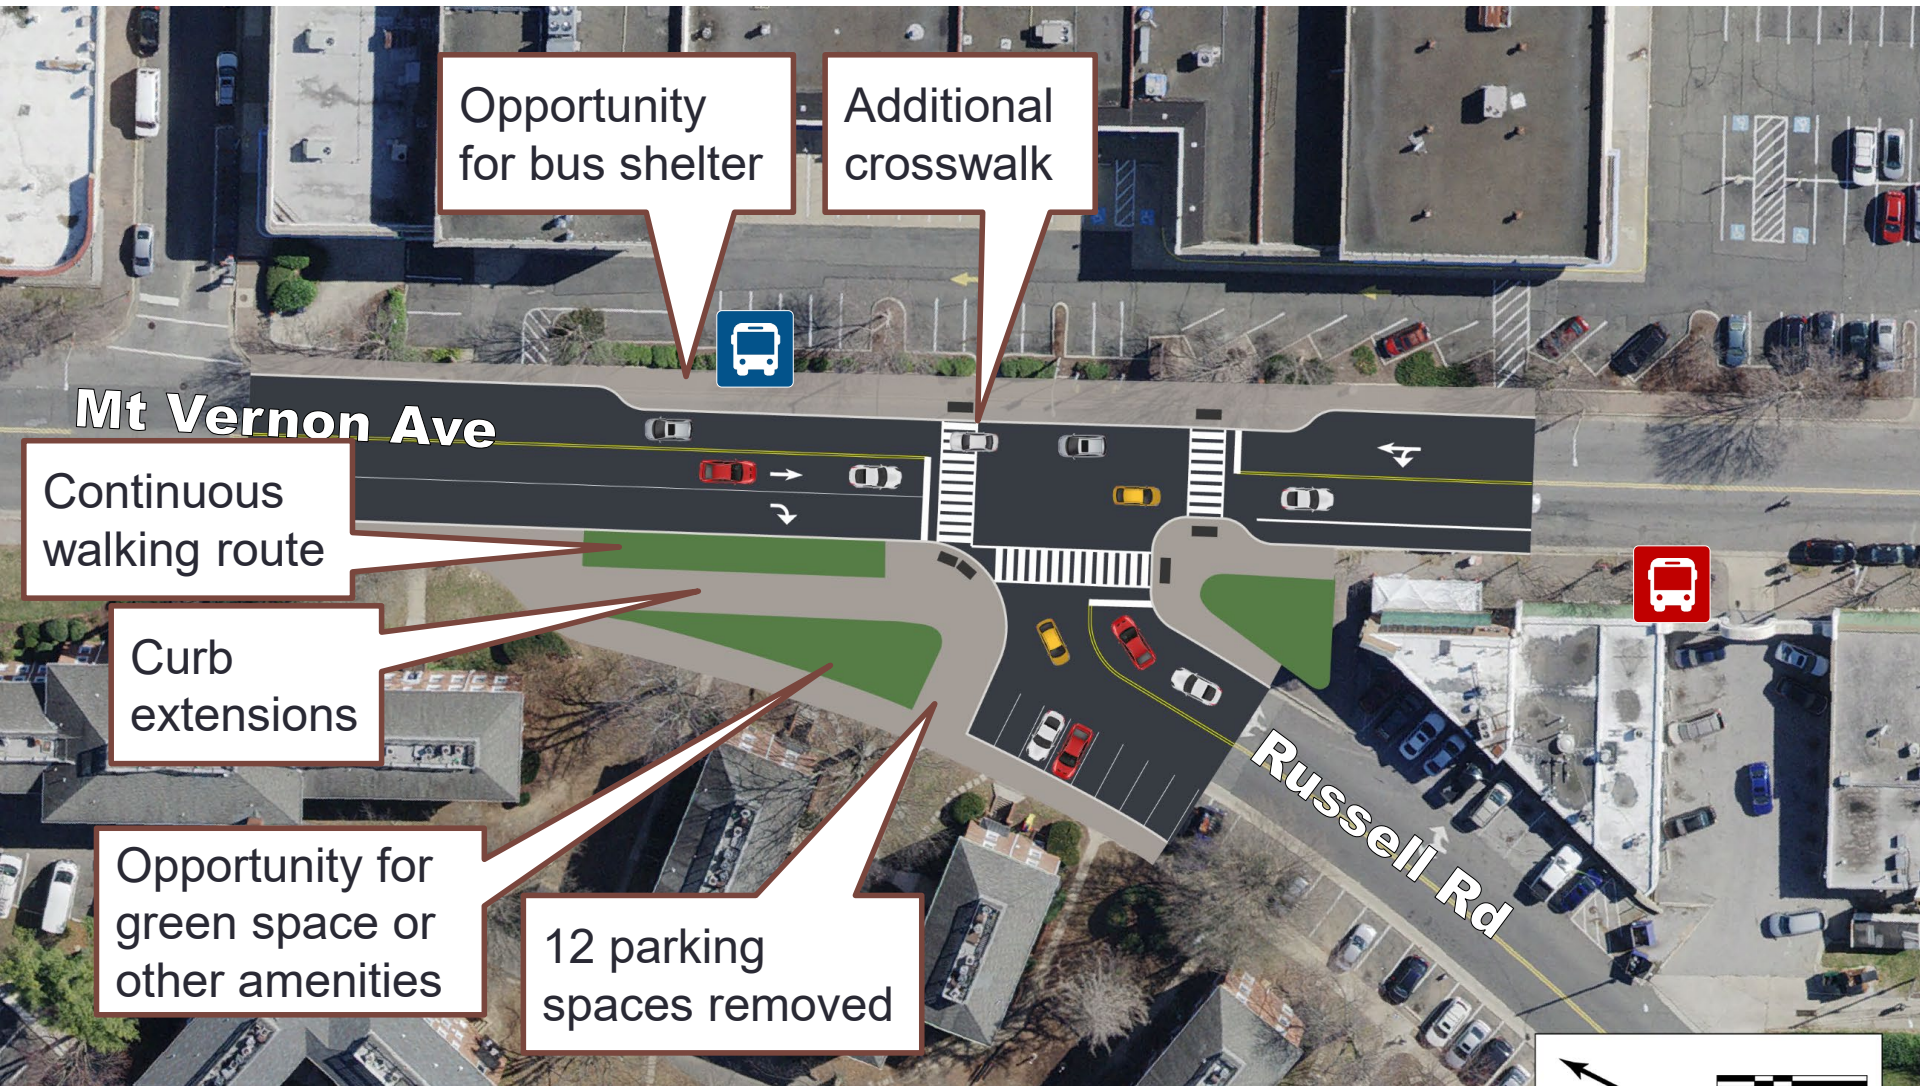 Opportunity
for bus shelter
Additional
crosswalk
Mt Vernon Ave
Continuous
walking route
Curb
extensions
Opportunity for
green space or
other amenities
12 parking
spaces removed
Russell Rd